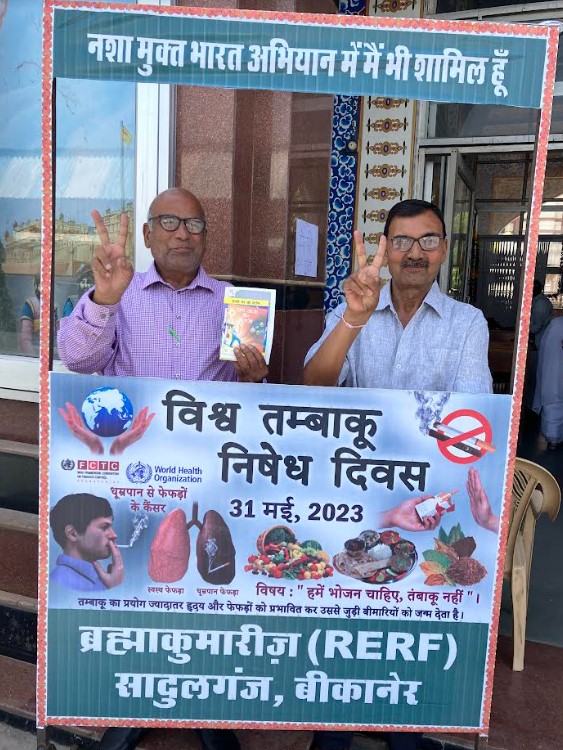 नशा मुक्त भारत अभियान में मैं भी शामिल हूँ
विश्व तम्बाकू
निषेध दिवस
31 मई, 2023
FCTC
World Health
Organization
धूम्रपान से फेफड़ों
के कैंसर
स्वस्थ फेफड़ा
धूम्रपान फेफड़ा
विषय : " हमें भोजन चाहिए, तंबाकू नहीं "।
तम्बाकू का प्रयोग ज्यादातर हृदय और फेफड़ों को प्रभावित कर उससे जुड़ी बीमारियों को जन्म देता है।
ब्रह्माकुमारीज़ (RERF)
सादुलगंज, बीकानेर